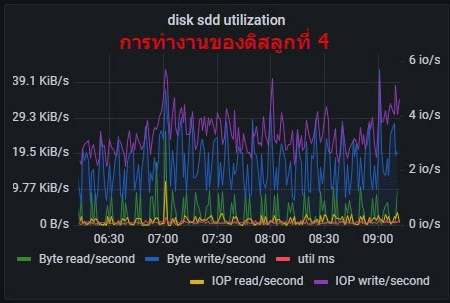 disk sdd utilization
การทำงานของดิสลูกที่ 4
6 io/s
39.1 KiB/s
29.3 KiB/s
4 io/s
19.5 KiB/s
2 io/s
9.77 KiB/s
0 B/s
0 io/s
06:30 07:00 07:30 08:00 08:30 09:00
Byte read/second Byte write/second util ms
IOP read/second IOP write/second